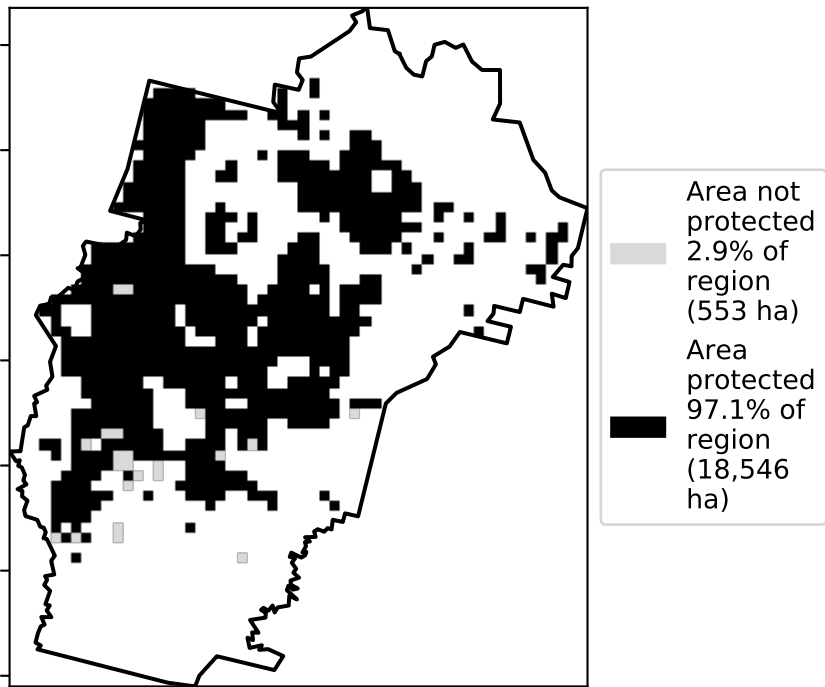 Area not
protected
2.9% of
region
(553 ha)
Area
protected
97.1% of
region
(18,546
ha)